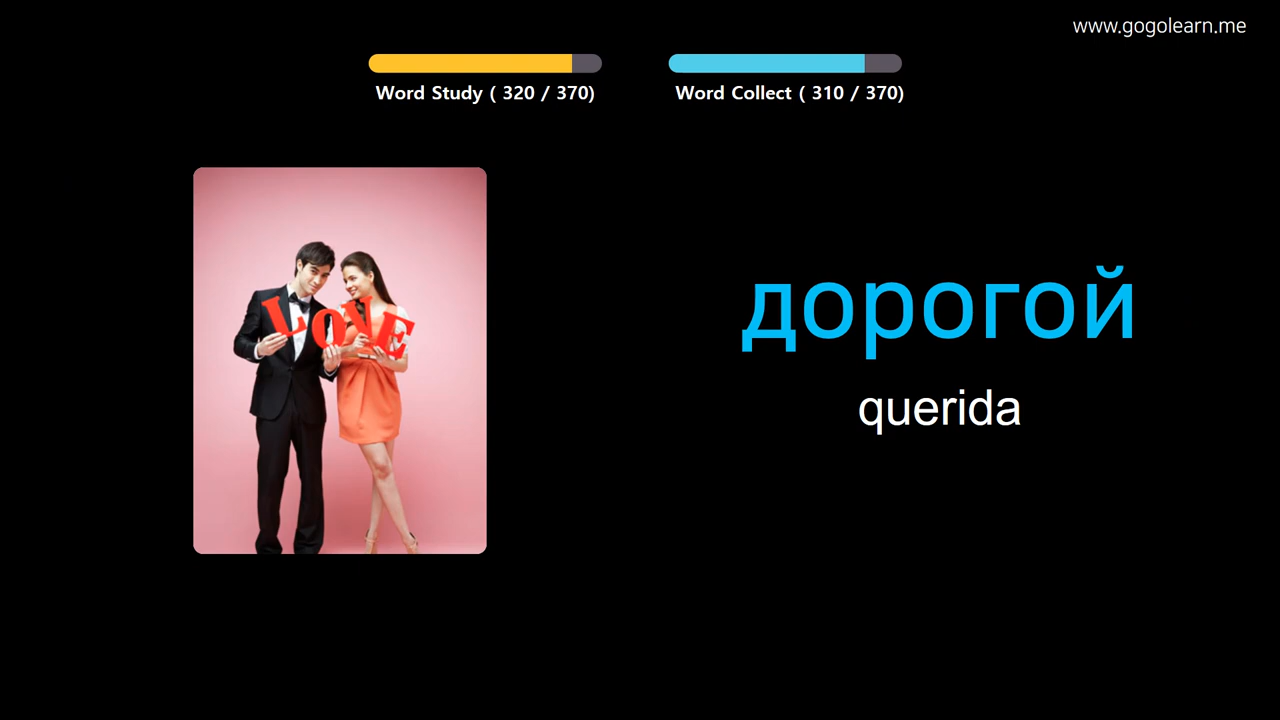 www.gogolearn.me
Word Study ( 320 / 370)
Word Collect ( 310 / 370)
LOVE
дорогой
querida